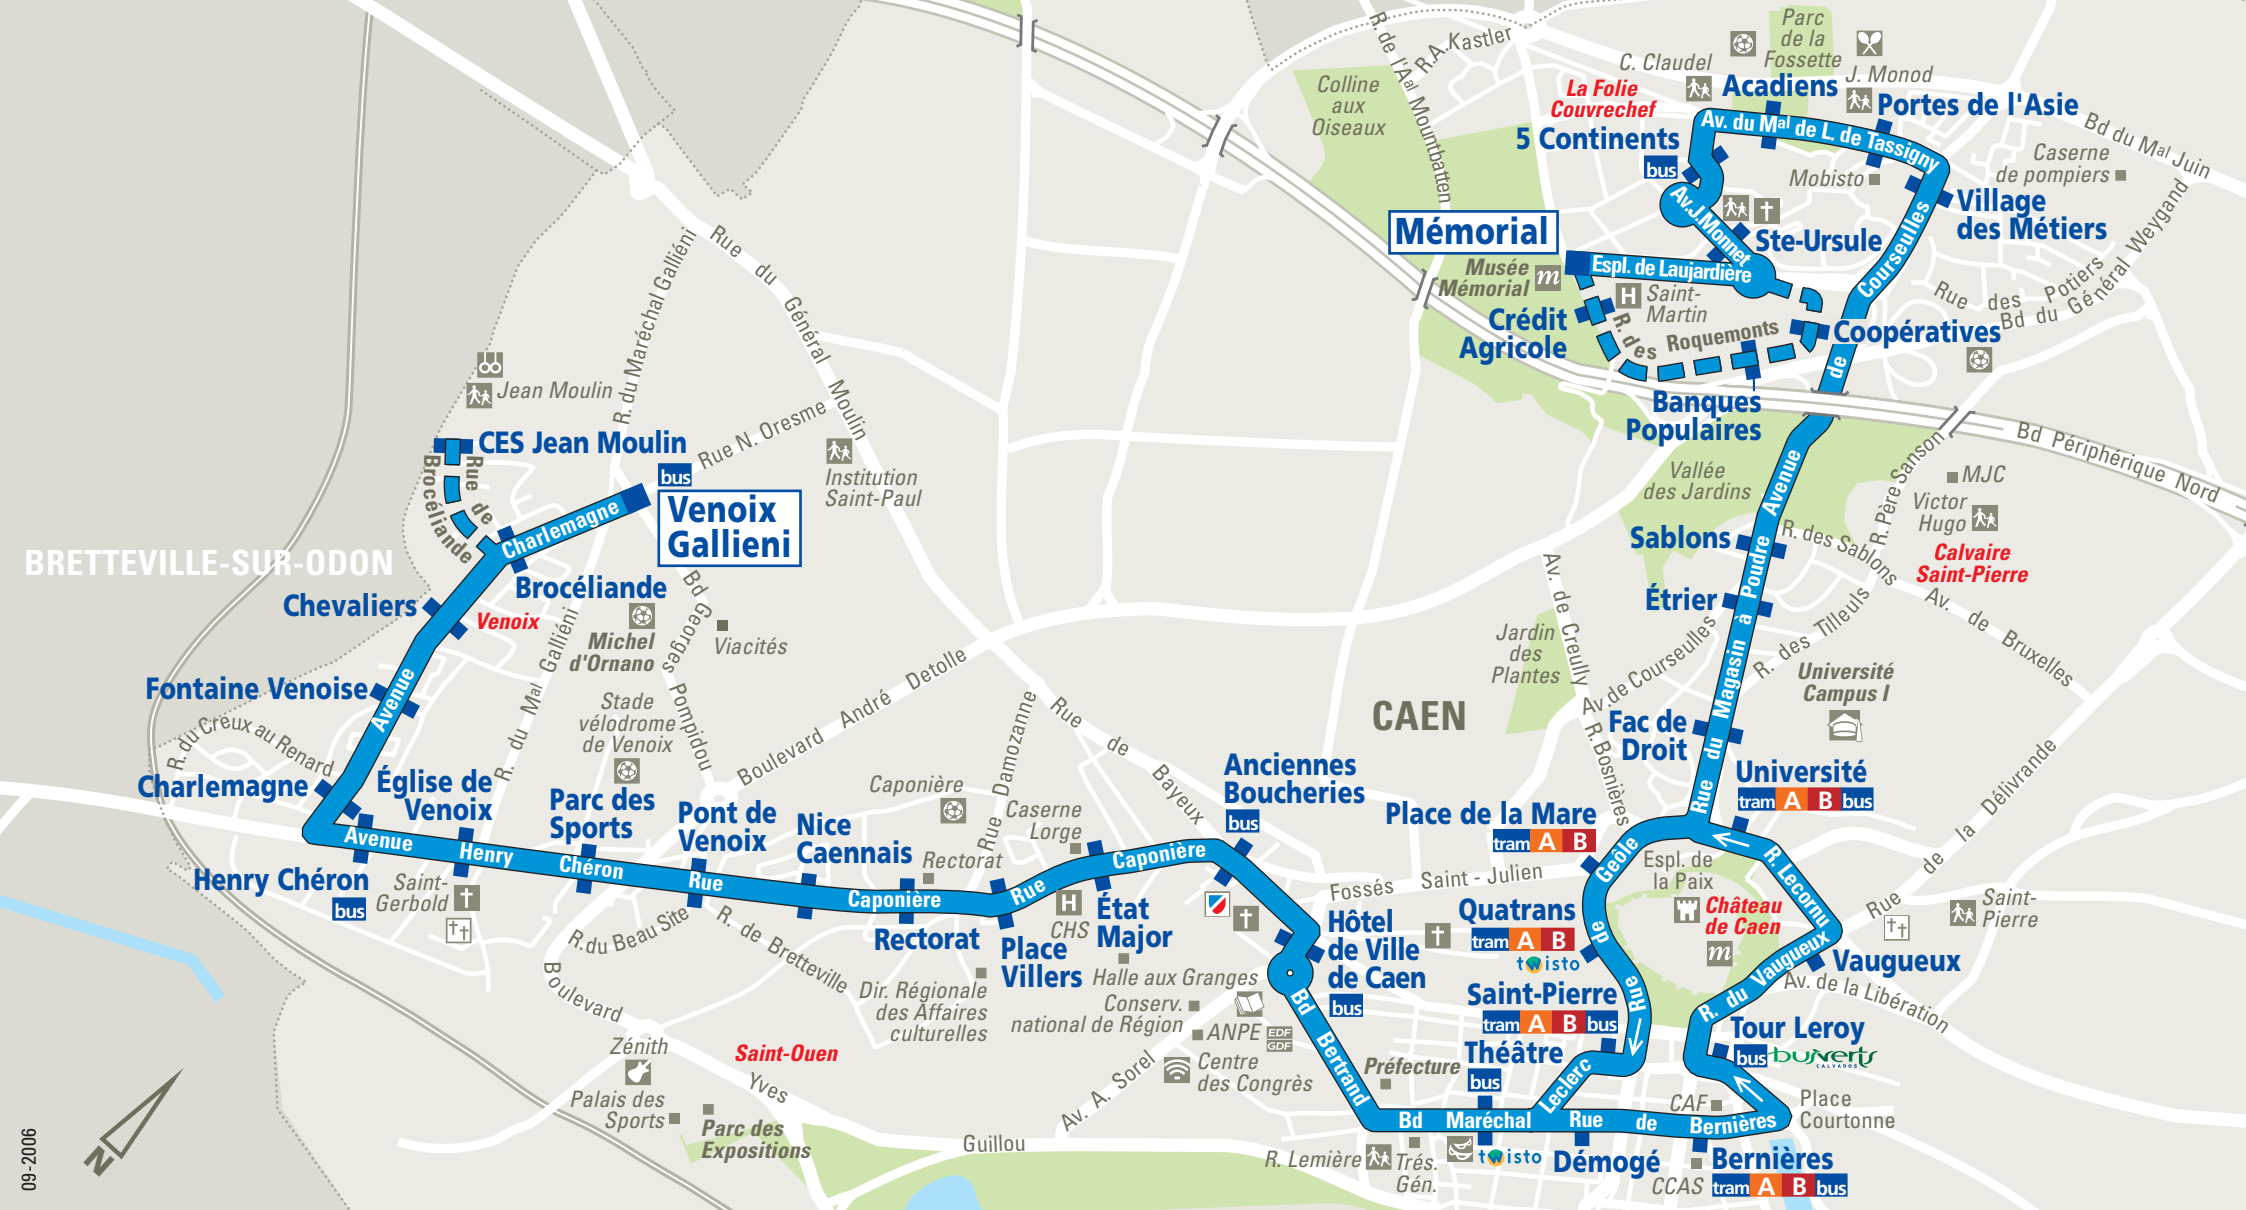 Parc
de la
Fossette
R. A. Kastler
R. de l'Aal Mountbatten
C. Claudel
J. Monod
Colline
aux
Oiseaux
La Folie
Couvrechef
Acadiens
Portes de l'Asie
5 Continents
bus
Av. du Mal de L. de Tassigny
Bd du Mal Juin
Caserne
de pompiers
Mobisto
Village
des Métiers
Av. J. Monnet
Ste-Ursule
Mémorial
Espl. de Laujardière
Musée
Mémorial
m
H
Saint-
Martin
Crédit
Agricole
R. des Roquemonts
Coopératives
Courseulles
de
Avenue
Rue des Potiers
Bd du Général Weygand
Banques
Populaires
Bd Périphérique Nord
Vallée
des Jardins
R. Père Sanson
MJC
Victor
Hugo
Calvaire
Saint-Pierre
Sablons
R. des Sablons
Étrier
Av. de Bruxelles
R. des Tilleuls
Av. de Courseulles
Av. de Creully
Jardin
des
Plantes
R. Bosnières
Université
Campus I
Fac de
Droit
Rue du Magasin à Poudre
Université
tram A B bus
CAEN
Rue du Général Moulin
R. du Maréchal Galliéni
Rue N. Oresme
Jean Moulin
CES Jean Moulin
Rue de
Brocéliande
bus
Venoix
Gallieni
Institution
Saint-Paul
Charlemagne
BRETTEVILLE-SUR-ODON
Brocéliande
Chevaliers
Venoix
Michel
d'Ornano
Viacités
Bd Georges Pompidou
Fontaine Venoise
Avenue
R. du Mal Galliéni
Stade
vélodrome
de Venoix
Boulevard André Detolle
R. du Creux au Renard
Charlemagne
Église de
Venoix
Parc des
Sports
Pont de
Venoix
Nice
Caennais
Caponière
Rue Damozanne
Caserne
Lorge
Rue de Bayeux
Anciennes
Boucheries
bus
Place de la Mare
tram A B
Avenue Henry Chéron
Rue Caponière
Rue Caponière
Henry Chéron
bus
Saint-
Gerbold
Rectorat
Rectorat
R. du Beau Site
R. de Bretteville
Place
Villers
H
CHS
État
Major
Halle aux Granges
Dir. Régionale
des Affaires
culturelles
Conserv.
national de Région
ANPE
EDF
GDF
Centre
des Congrès
Hôtel
de Ville
de Caen
bus
Fossés Saint - Julien
Quatrans
tram A B
twisto
Geôle
de
Rue
Espl. de
la Paix
Château
de Caen
m
R. Lecornu
Rue de la Délivrande
Saint-
Pierre
R. du Vaugueux
Vaugueux
Av. de la Libération
Saint-Pierre
tram A B bus
Théâtre
bus
Tour Leroy
bus
busverts
CALVADOS
Préfecture
Bd Bertrand
Leclerc
Bd Maréchal
Rue de Bernières
CAF
Place
Courtonne
Boulevard
Yves
Guillou
Zénith
Saint-Ouen
Palais des
Sports
Parc des
Expositions
Av. A. Sorel
R. Lemière
Trés.
Gén.
twisto
Démogé
CCAS
Bernières
tram A B bus
N
09-2006